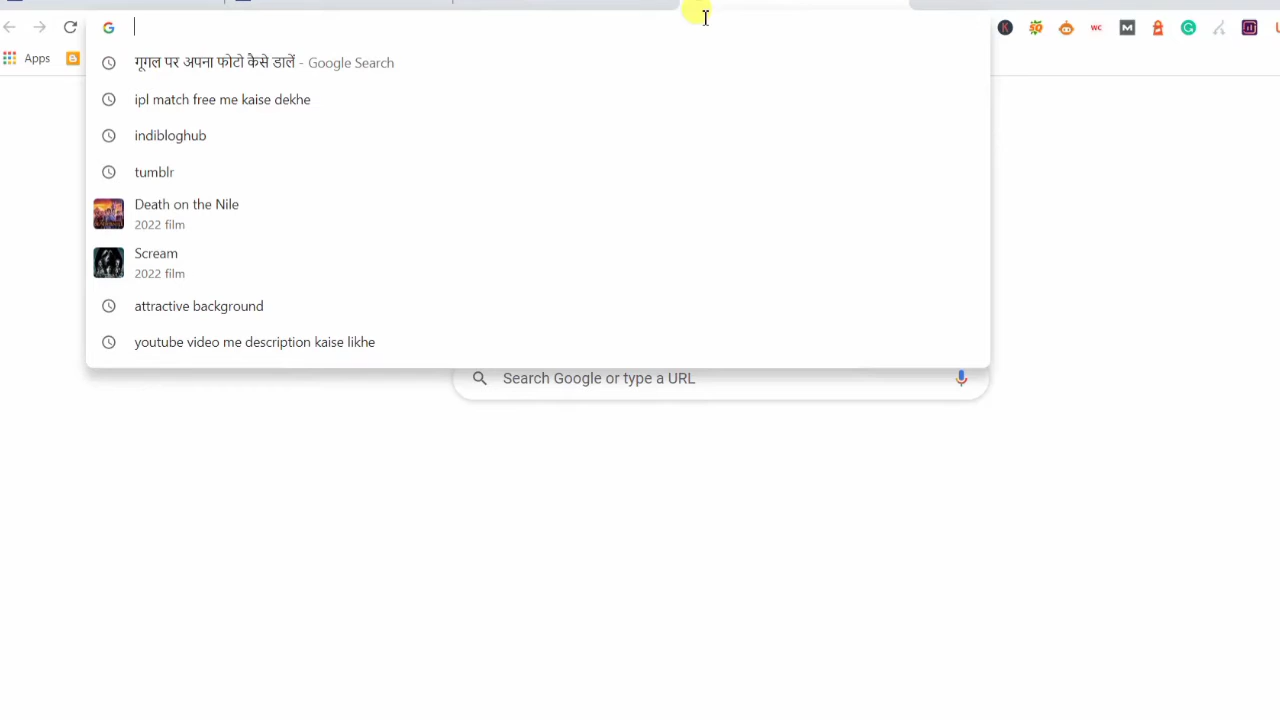 गूगल पर अपना फोटो कैसे डालें - Google Search
Apps
ipl match free me kaise dekhe
indibloghub
tumblr
Death on the Nile
2022 film
Scream
2022 film
attractive background
youtube video me description kaise likhe
Search Google or type a URL